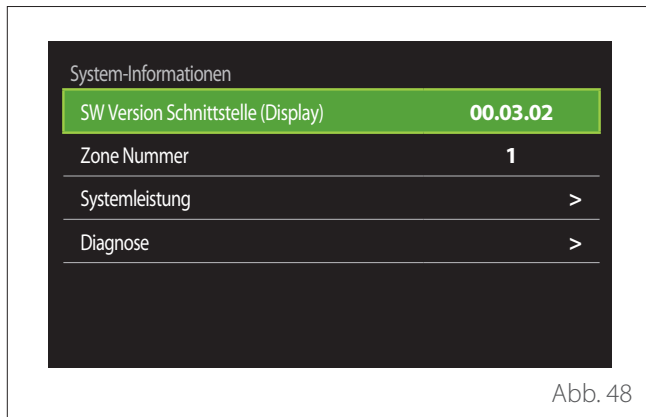 System-Informationen
SW Version Schnittstelle (Display) 00.03.02
Zone Nummer 1
Systemleistung >
Diagnose >
Abb. 48